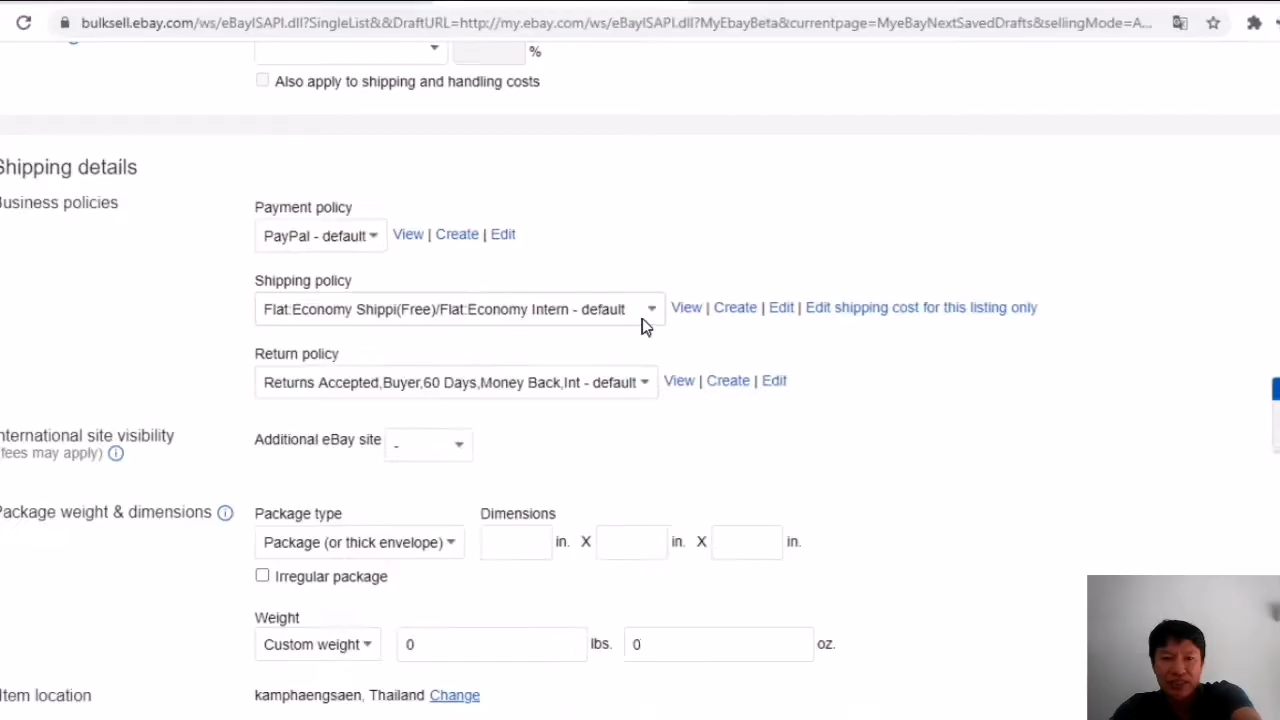 bulksell.ebay.com/ws/eBayISAPI.dll?SingleList&&DraftURL=http://my.ebay.com/ws/eBayISAPI.dll?MyEbayBeta&currentpage=MyeBayNextSavedDrafts&sellingMode=A...
%
Also apply to shipping and handling costs
Shipping details
Business policies
Payment policy
PayPal - default View | Create | Edit
Shipping policy
Flat:Economy Shippi(Free)/Flat:Economy Intern - default View | Create | Edit | Edit shipping cost for this listing only
Return policy
Returns Accepted,Buyer,60 Days,Money Back,Int - default View | Create | Edit
nternational site visibility
fees may apply)
Additional eBay site -
Package weight & dimensions
Package type Dimensions
Package (or thick envelope) in. X in. X in.
Irregular package
Weight
Custom weight 0 lbs. 0 oz.
Item location kamphaengsaen, Thailand Change